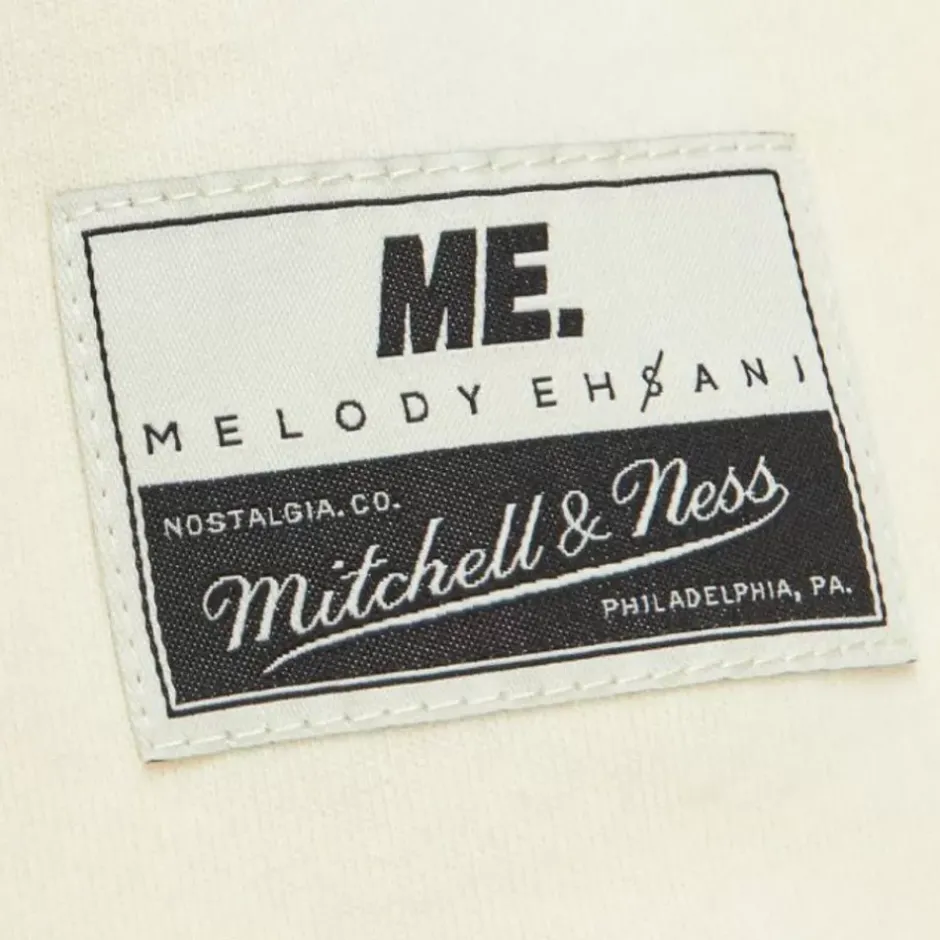 ME.
MELODY EHSANI
NOSTALGIA.CO.
Mitchell & Ness
PHILADELPHIA, PA.